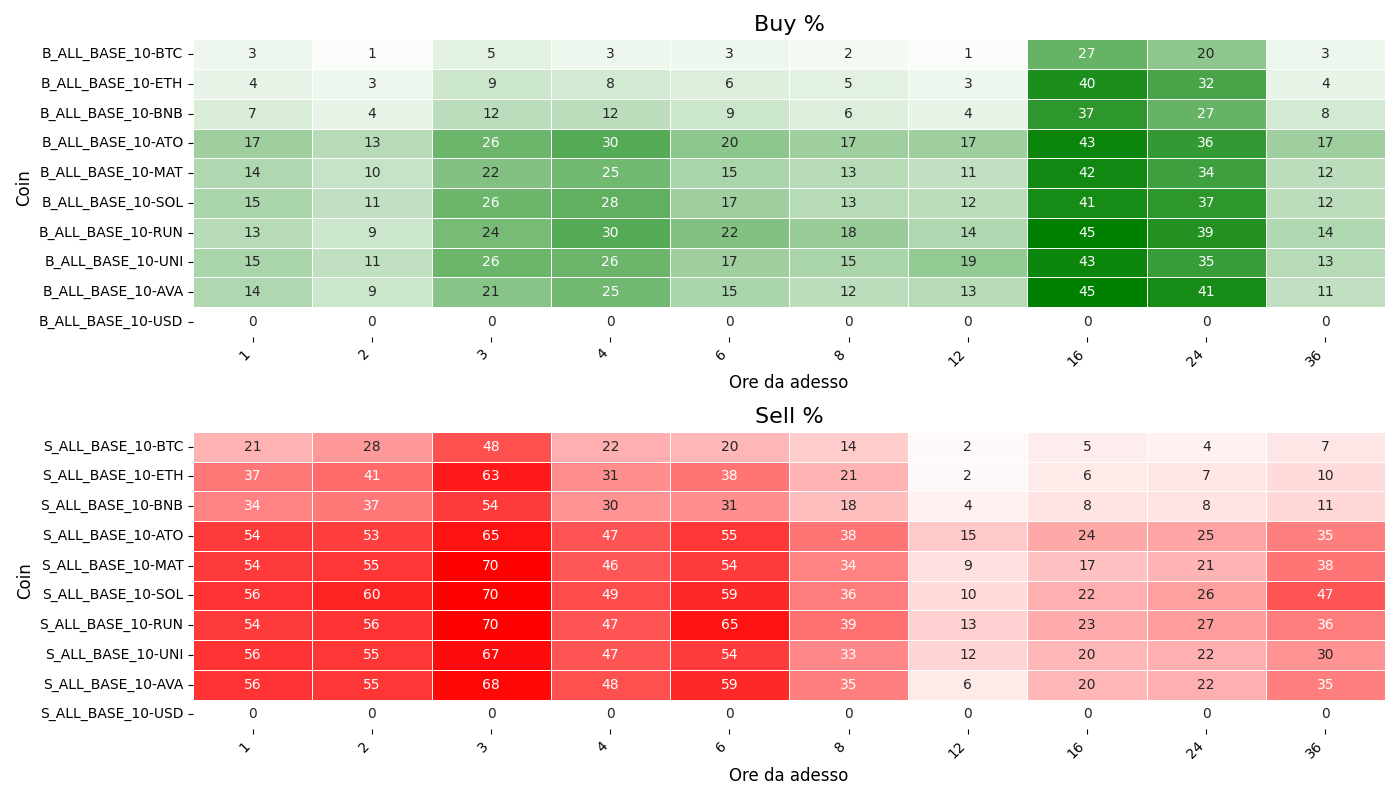 Buy %
Coin
B_ALL_BASE_10-BTC 3 1 5 3 3 2 1 27 20 3
B_ALL_BASE_10-ETH 4 3 9 8 6 5 3 40 32 4
B_ALL_BASE_10-BNB 7 4 12 12 9 6 4 37 27 8
B_ALL_BASE_10-ATO 17 13 26 30 20 17 17 43 36 17
B_ALL_BASE_10-MAT 14 10 22 25 15 13 11 42 34 12
B_ALL_BASE_10-SOL 15 11 26 28 17 13 12 41 37 12
B_ALL_BASE_10-RUN 13 9 24 30 22 18 14 45 39 14
B_ALL_BASE_10-UNI 15 11 26 26 17 15 19 43 35 13
B_ALL_BASE_10-AVA 14 9 21 25 15 12 13 45 41 11
B_ALL_BASE_10-USD 0 0 0 0 0 0 0 0 0 0
1 2 3 4 6 8 12 16 24 36
Ore da adesso
Sell %
Coin
S_ALL_BASE_10-BTC 21 28 48 22 20 14 2 5 4 7
S_ALL_BASE_10-ETH 37 41 63 31 38 21 2 6 7 10
S_ALL_BASE_10-BNB 34 37 54 30 31 18 4 8 8 11
S_ALL_BASE_10-ATO 54 53 65 47 55 38 15 24 25 35
S_ALL_BASE_10-MAT 54 55 70 46 54 34 9 17 21 38
S_ALL_BASE_10-SOL 56 60 70 49 59 36 10 22 26 47
S_ALL_BASE_10-RUN 54 56 70 47 65 39 13 23 27 36
S_ALL_BASE_10-UNI 56 55 67 47 54 33 12 20 22 30
S_ALL_BASE_10-AVA 56 55 68 48 59 35 6 20 22 35
S_ALL_BASE_10-USD 0 0 0 0 0 0 0 0 0 0
1 2 3 4 6 8 12 16 24 36
Ore da adesso